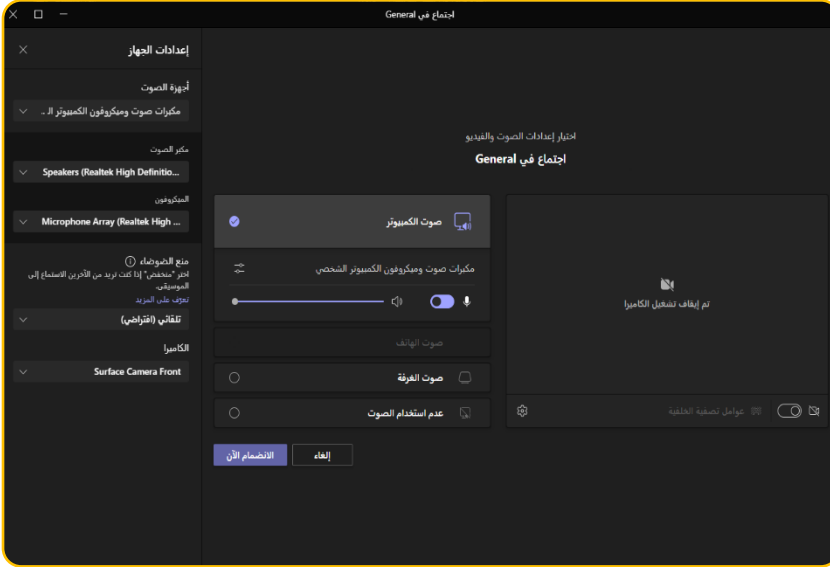 اجتماع في General
إعدادات الجهاز
أجهزة الصوت
مكبرات صوت وميكروفون الكمبيوتر الـ ..
مكبر الصوت
Speakers (Realtek High Definitio...
الميكروفون
Microphone Array (Realtek High ...
منع الضوضاء
اختر "منخفض" إذا كنت تريد من الآخرين الاستماع إلى
الموسيقى.
تعرّف على المزيد
تلقائي (افتراضي)
الكاميرا
Surface Camera Front
اختيار إعدادات الصوت والفيديو
اجتماع في General
تم إيقاف تشغيل الكاميرا
عوامل تصفية الخلفية
صوت الكمبيوتر
مكبرات صوت وميكروفون الكمبيوتر الشخصي
صوت الهاتف
صوت الغرفة
عدم استخدام الصوت
إلغاء
الانضمام الآن